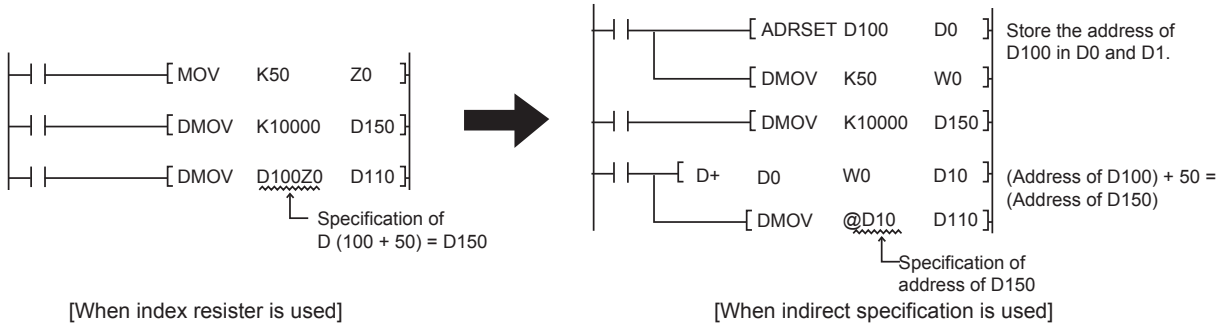 [ MOV K50 Z0 ]
[ DMOV K10000 D150 ]
[ DMOV D100Z0 D110 ]
Specification of
D (100 + 50) = D150
[When index resister is used]
[ ADRSET D100 D0 ]
Store the address of
D100 in D0 and D1.
[ DMOV K50 W0 ]
[ DMOV K10000 D150 ]
[ D+ D0 W0 D10 ]
(Address of D100) + 50 =
(Address of D150)
[ DMOV @D10 D110 ]
Specification of
address of D150
[When indirect specification is used]